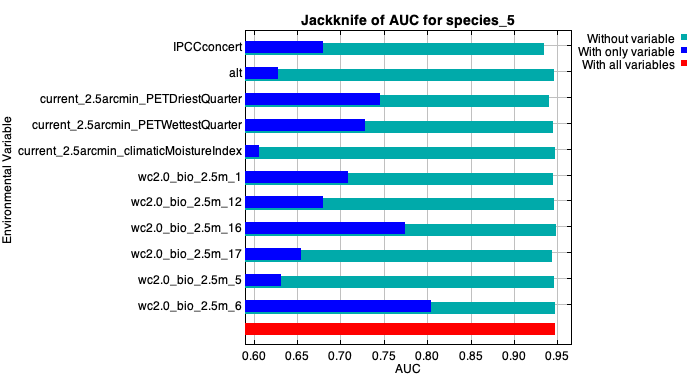 Jackknife of AUC for species_5
Without variable
With only variable
With all variables
Environmental Variable
IPCCconcert
alt
current_2.5arcmin_PETDriestQuarter
current_2.5arcmin_PETWettestQuarter
current_2.5arcmin_climaticMoistureIndex
wc2.0_bio_2.5m_1
wc2.0_bio_2.5m_12
wc2.0_bio_2.5m_16
wc2.0_bio_2.5m_17
wc2.0_bio_2.5m_5
wc2.0_bio_2.5m_6
0.60 0.65 0.70 0.75 0.80 0.85 0.90 0.95
AUC